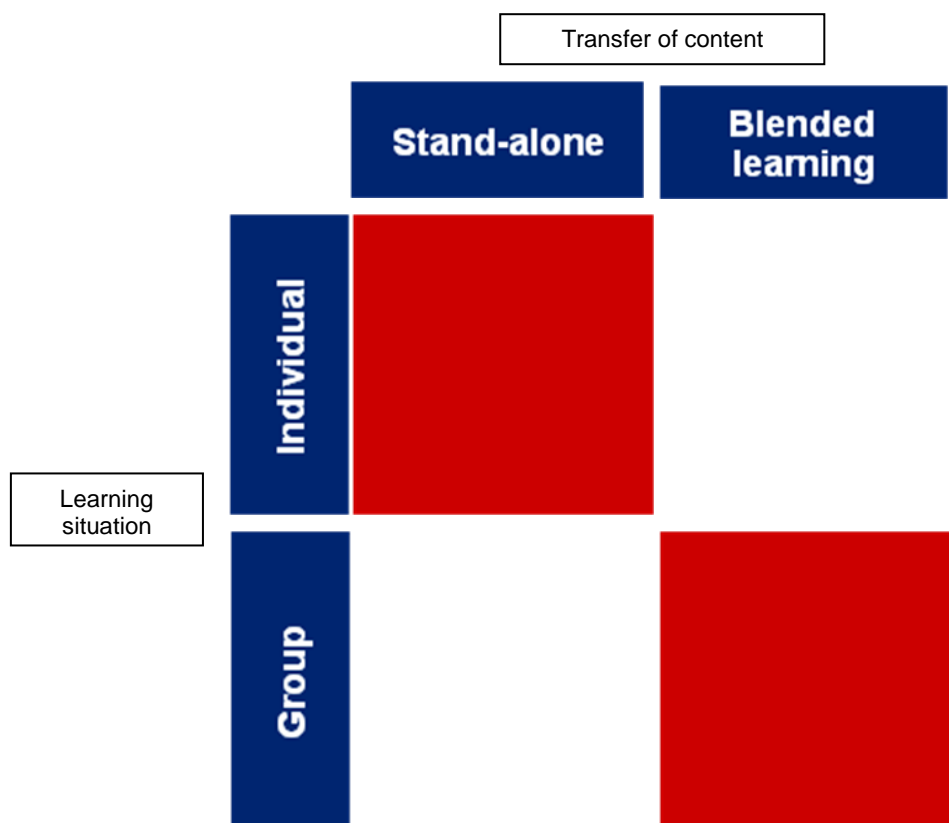 Transfer of content
Stand-alone
Blended
learning
Individual
Learning
situation
Group